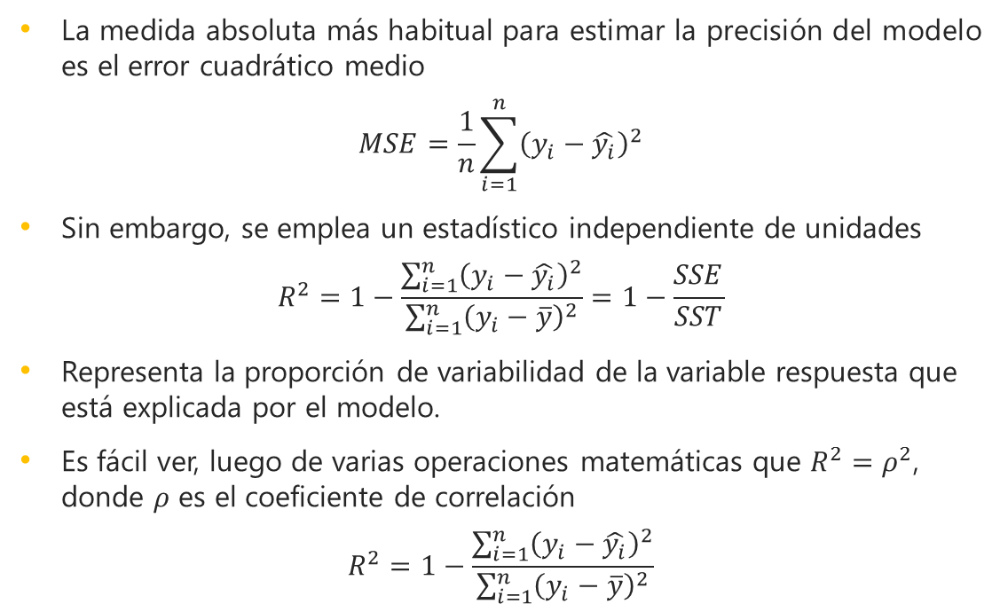 • La medida absoluta más habitual para estimar la precisión del modelo
es el error cuadrático medio
$MSE = \frac{1}{n}\sum_{i=1}^{n}(y_i - \widehat{y_i})^2$
• Sin embargo, se emplea un estadístico independiente de unidades
$R^2 = 1 - \frac{\sum_{i=1}^{n}(y_i - \widehat{y_i})^2}{\sum_{i=1}^{n}(y_i - \bar{y})^2} = 1 - \frac{SSE}{SST}$
• Representa la proporción de variabilidad de la variable respuesta que
está explicada por el modelo.
• Es fácil ver, luego de varias operaciones matemáticas que $R^2 = \rho^2$,
donde $\rho$ es el coeficiente de correlación
$R^2 = 1 - \frac{\sum_{i=1}^{n}(y_i - \widehat{y_i})^2}{\sum_{i=1}^{n}(y_i - \bar{y})^2}$